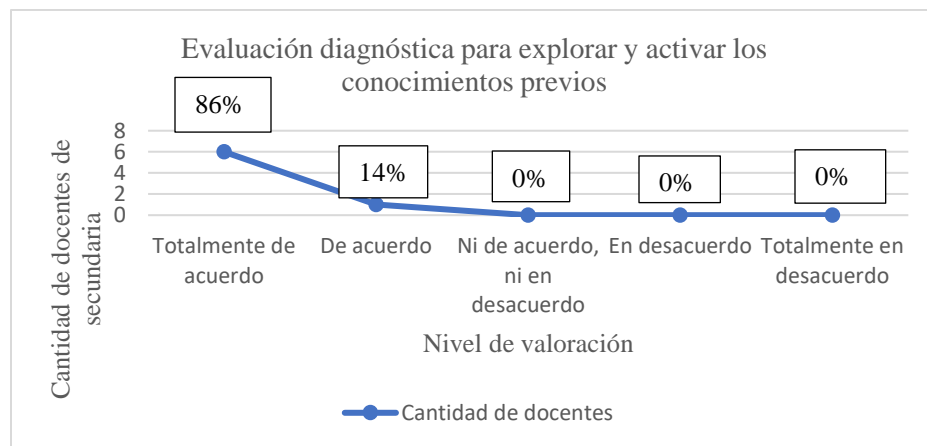 Evaluación diagnóstica para explorar y activar los
conocimientos previos
86%
14%
0%
0%
0%
8
6
4
2
0
Cantidad de docentes de
secundaria
Totalmente de
acuerdo
De acuerdo
Ni de acuerdo,
ni en
desacuerdo
En desacuerdo
Totalmente en
desacuerdo
Nivel de valoración
Cantidad de docentes